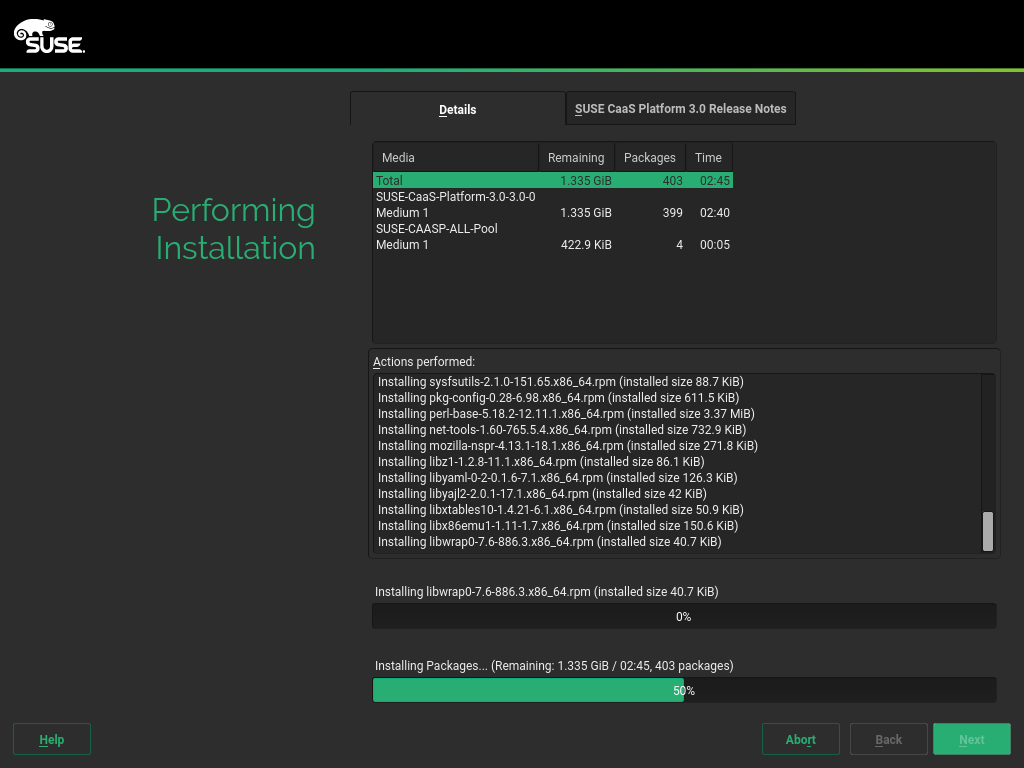 SUSE.
Details
SUSE CaaS Platform 3.0 Release Notes
Performing
Installation
Media Remaining Packages Time
Total 1.335 GiB 403 02:45
SUSE-CaaS-Platform-3.0-3.0-0
Medium 1 1.335 GiB 399 02:40
SUSE-CAASP-ALL-Pool
Medium 1 422.9 KiB 4 00:05
Actions performed:
Installing sysfsutils-2.1.0-151.65.x86_64.rpm (installed size 88.7 KiB)
Installing pkg-config-0.28-6.98.x86_64.rpm (installed size 611.5 KiB)
Installing perl-base-5.18.2-12.11.1.x86_64.rpm (installed size 3.37 MiB)
Installing net-tools-1.60-765.5.4.x86_64.rpm (installed size 732.9 KiB)
Installing mozilla-nspr-4.13.1-18.1.x86_64.rpm (installed size 271.8 KiB)
Installing libz1-1.2.8-11.1.x86_64.rpm (installed size 86.1 KiB)
Installing libyaml-0-2-0.1.6-7.1.x86_64.rpm (installed size 126.3 KiB)
Installing libyajl2-2.0.1-17.1.x86_64.rpm (installed size 42 KiB)
Installing libxtables10-1.4.21-6.1.x86_64.rpm (installed size 50.9 KiB)
Installing libx86emu1-1.11-1.7.x86_64.rpm (installed size 150.6 KiB)
Installing libwrap0-7.6-886.3.x86_64.rpm (installed size 40.7 KiB)
Installing libwrap0-7.6-886.3.x86_64.rpm (installed size 40.7 KiB)
0%
Installing Packages... (Remaining: 1.335 GiB / 02:45, 403 packages)
50%
Help
Abort
Back
Next